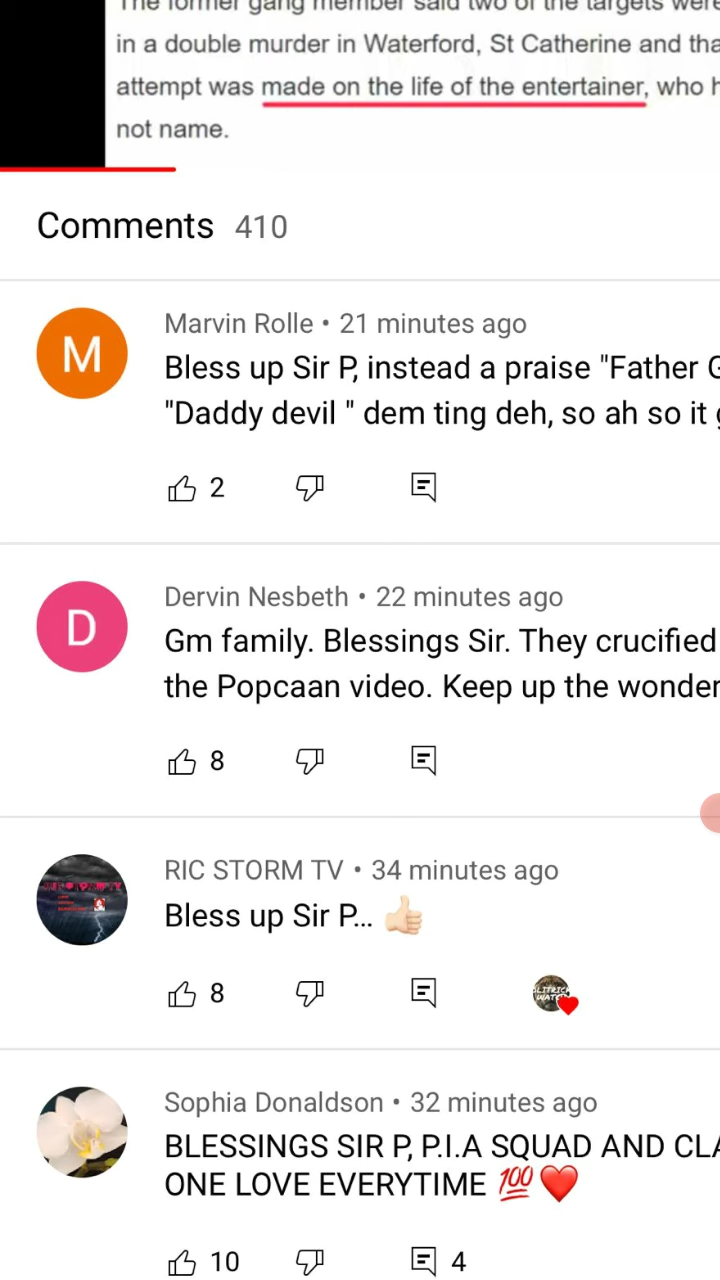 The former gang member said two of the targets were
in a double murder in Waterford, St Catherine and tha
attempt was made on the life of the entertainer, who h
not name.
Comments 410
M
Marvin Rolle • 21 minutes ago
Bless up Sir P, instead a praise "Father G
"Daddy devil " dem ting deh, so ah so it g
2
D
Dervin Nesbeth • 22 minutes ago
Gm family. Blessings Sir. They crucified
the Popcaan video. Keep up the wonder
8
RIC STORM TV • 34 minutes ago
Bless up Sir P... 👍🏻
8
Sophia Donaldson • 32 minutes ago
BLESSINGS SIR P, P.I.A SQUAD AND CLA
ONE LOVE EVERYTIME 💯❤️
10 4